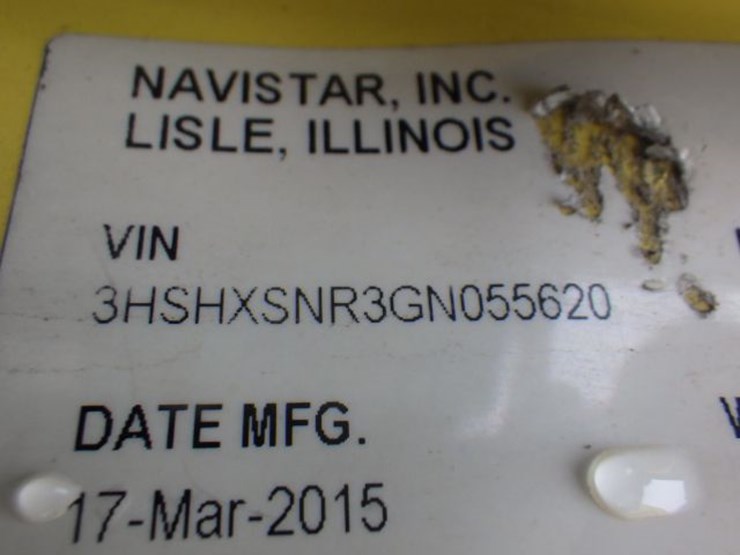 NAVISTAR, INC.
LISLE, ILLINOIS
VIN
3HSHXSNR3GN055620
DATE MFG.
17-Mar-2015